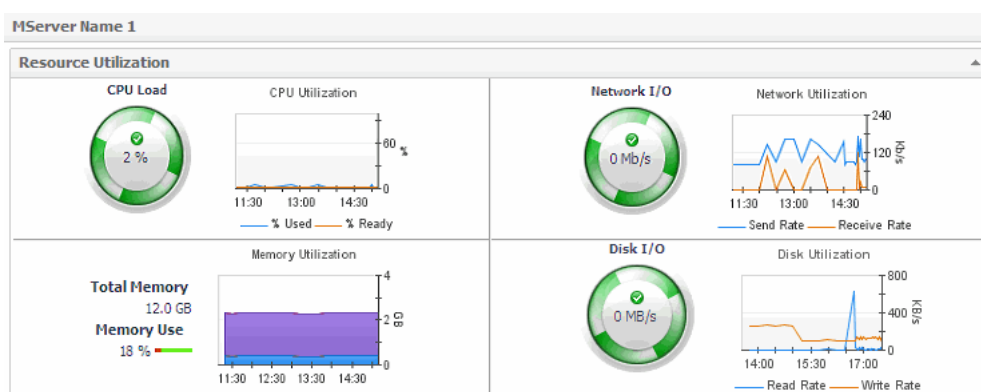 MServer Name 1
Resource Utilization
CPU Load
2 %
CPU Utilization
60
0
%
11:30 13:00 14:30
% Used % Ready
Network I/O
0 Mb/s
Network Utilization
240
120
0
Kb/s
11:30 13:00 14:30
Send Rate Receive Rate
Total Memory
12.0 GB
Memory Use
18 %
Memory Utilization
4
2
0
GB
11:30 12:30 13:30 14:30
Disk I/O
0 MB/s
Disk Utilization
800
400
0
KB/s
14:00 15:30 17:00
Read Rate Write Rate